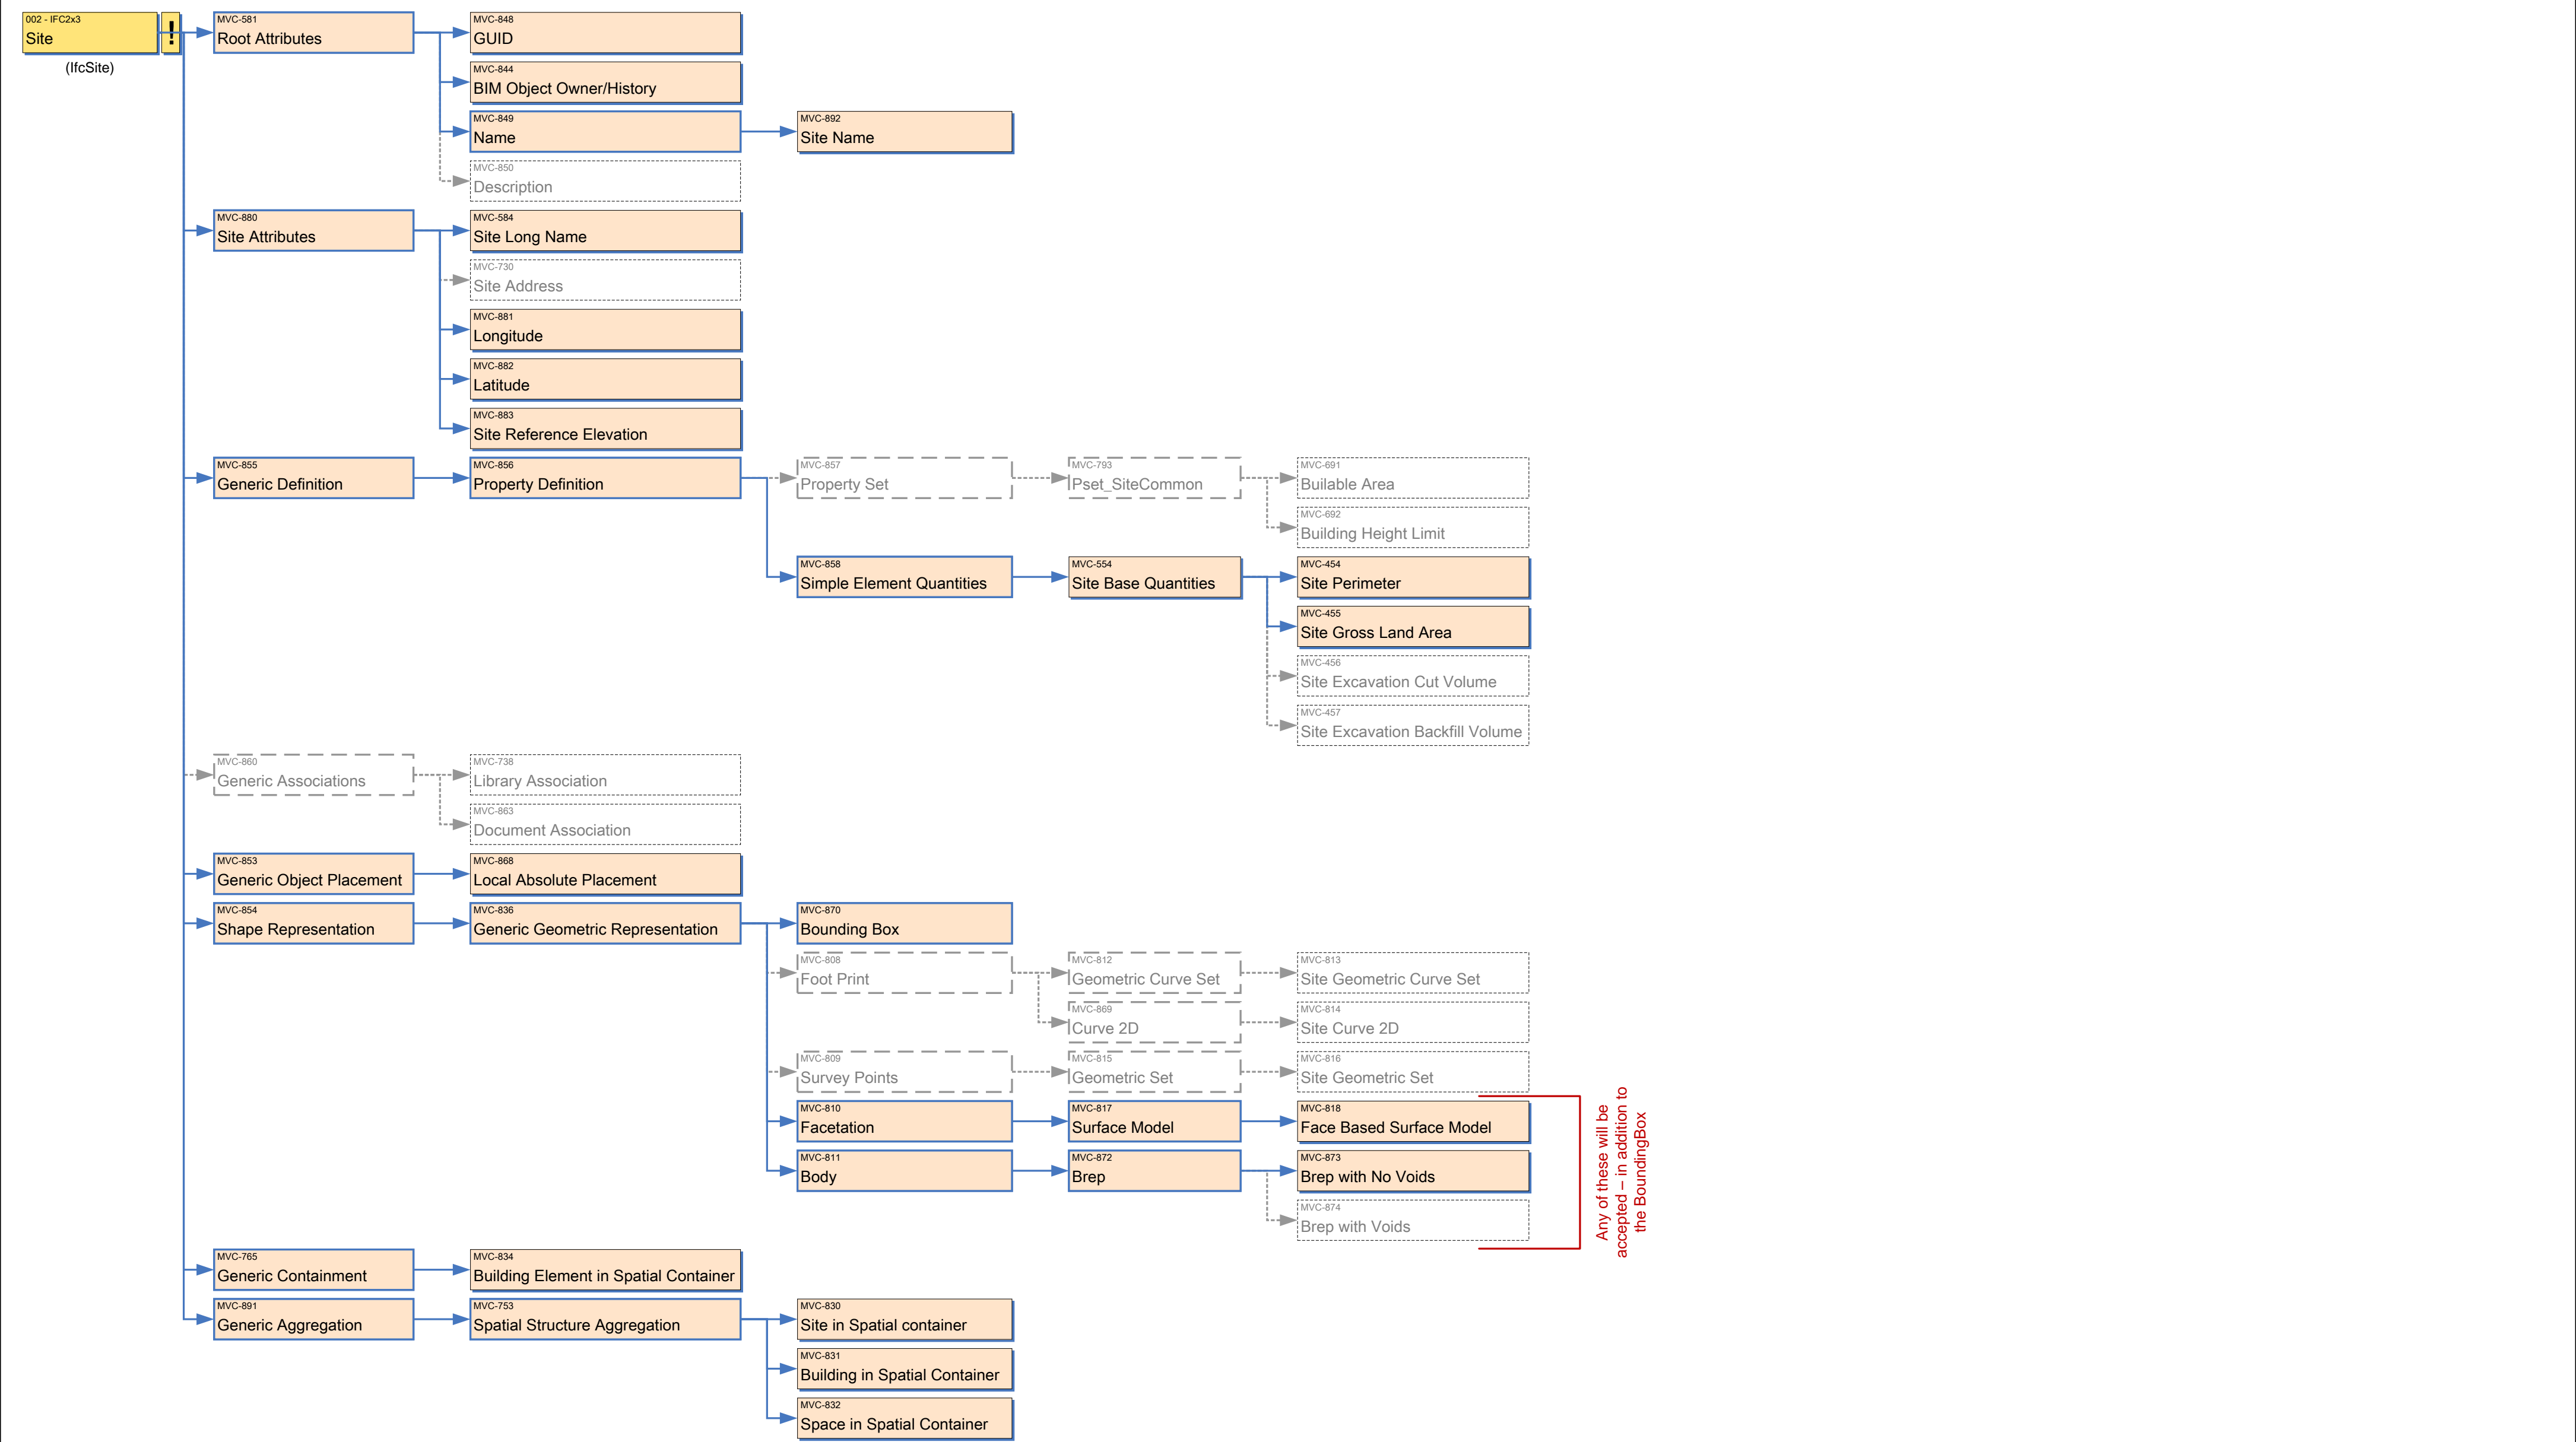 002 - IFC2x3
Site
!
(IfcSite)
MVC-581
Root Attributes
MVC-848
GUID
MVC-844
BIM Object Owner/History
MVC-849
Name
MVC-892
Site Name
MVC-850
Description
MVC-880
Site Attributes
MVC-584
Site Long Name
MVC-730
Site Address
MVC-881
Longitude
MVC-882
Latitude
MVC-883
Site Reference Elevation
MVC-855
Generic Definition
MVC-856
Property Definition
MVC-857
Property Set
MVC-793
Pset_SiteCommon
MVC-691
Builable Area
MVC-692
Building Height Limit
MVC-858
Simple Element Quantities
MVC-554
Site Base Quantities
MVC-454
Site Perimeter
MVC-455
Site Gross Land Area
MVC-456
Site Excavation Cut Volume
MVC-457
Site Excavation Backfill Volume
MVC-860
Generic Associations
MVC-738
Library Association
MVC-863
Document Association
MVC-853
Generic Object Placement
MVC-868
Local Absolute Placement
MVC-854
Shape Representation
MVC-836
Generic Geometric Representation
MVC-870
Bounding Box
MVC-808
Foot Print
MVC-812
Geometric Curve Set
MVC-813
Site Geometric Curve Set
MVC-869
Curve 2D
MVC-814
Site Curve 2D
MVC-809
Survey Points
MVC-815
Geometric Set
MVC-816
Site Geometric Set
MVC-810
Facetation
MVC-817
Surface Model
MVC-818
Face Based Surface Model
MVC-811
Body
MVC-872
Brep
MVC-873
Brep with No Voids
MVC-874
Brep with Voids
Any of these will be
accepted – in addition to
the BoundingBox
MVC-765
Generic Containment
MVC-834
Building Element in Spatial Container
MVC-891
Generic Aggregation
MVC-753
Spatial Structure Aggregation
MVC-830
Site in Spatial container
MVC-831
Building in Spatial Container
MVC-832
Space in Spatial Container